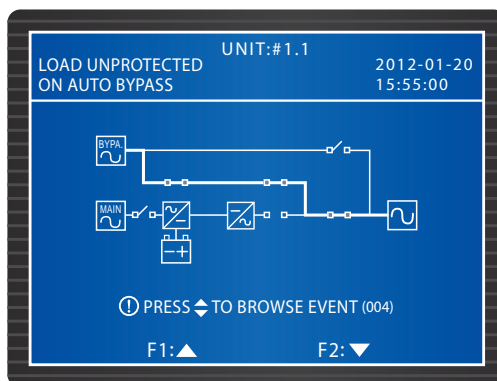 UNIT:#1.1
LOAD UNPROTECTED
ON AUTO BYPASS
2012-01-20
15:55:00
BYPA.
MAIN
PRESS TO BROWSE EVENT (004)
F1:
F2: